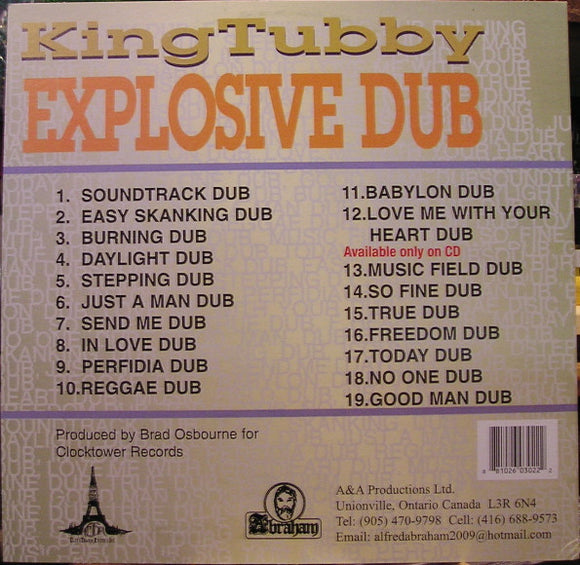 KingTubby
EXPLOSIVE DUB
1. SOUNDTRACK DUB
2. EASY SKANKING DUB
3. BURNING DUB
4. DAYLIGHT DUB
5. STEPPING DUB
6. JUST A MAN DUB
7. SEND ME DUB
8. IN LOVE DUB
9. PERFIDIA DUB
10.REGGAE DUB
11.BABYLON DUB
12.LOVE ME WITH YOUR
HEART DUB
Available only on CD
13.MUSIC FIELD DUB
14.SO FINE DUB
15.TRUE DUB
16.FREEDOM DUB
17.TODAY DUB
18.NO ONE DUB
19.GOOD MAN DUB
Produced by Brad Osbourne for
Clocktower Records
Abraham
A&A Productions Ltd.
Unionville, Ontario Canada L3R 6N4
Tel: (905) 470-9798 Cell: (416) 688-9573
Email: alfredabraham2009@hotmail.com